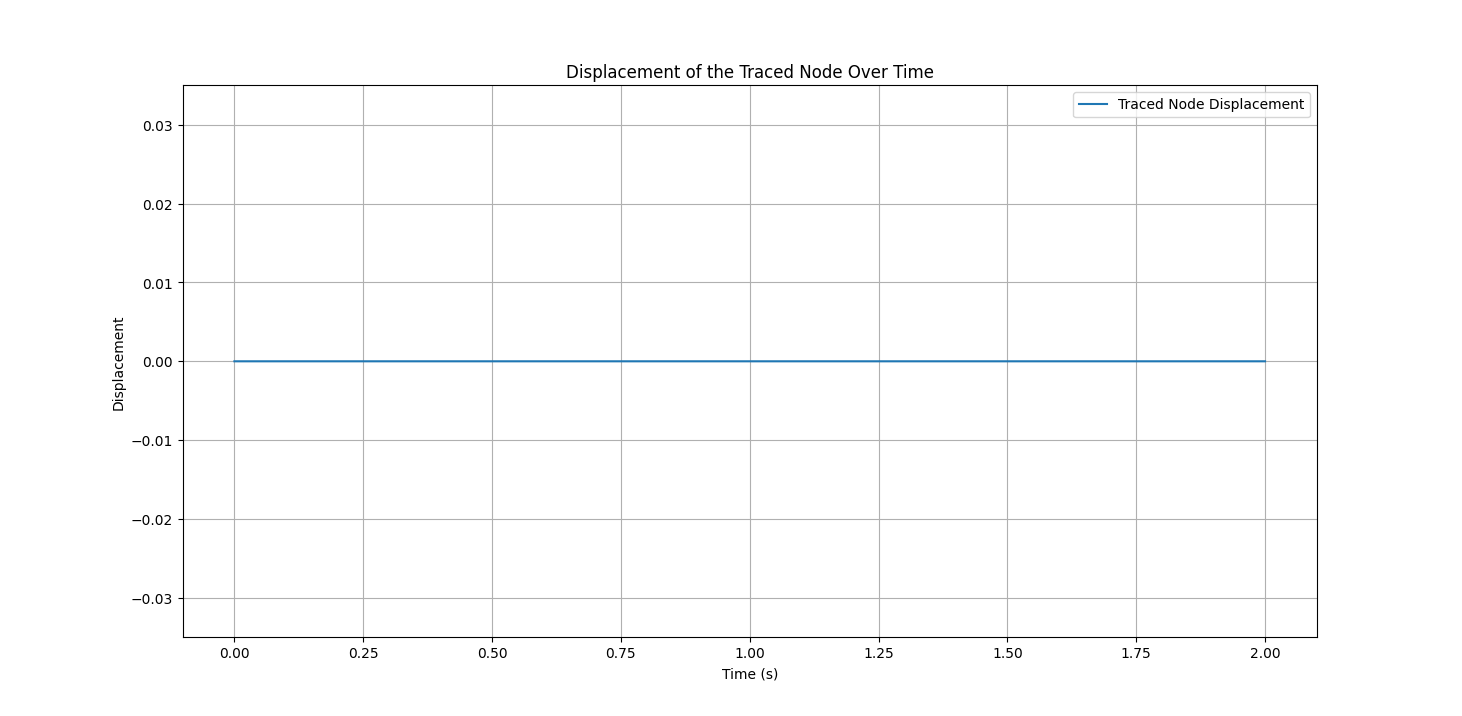 Displacement of the Traced Node Over Time
Traced Node Displacement
0.03
0.02
0.01
0.00
−0.01
−0.02
−0.03
Displacement
0.00 0.25 0.50 0.75 1.00 1.25 1.50 1.75 2.00
Time (s)